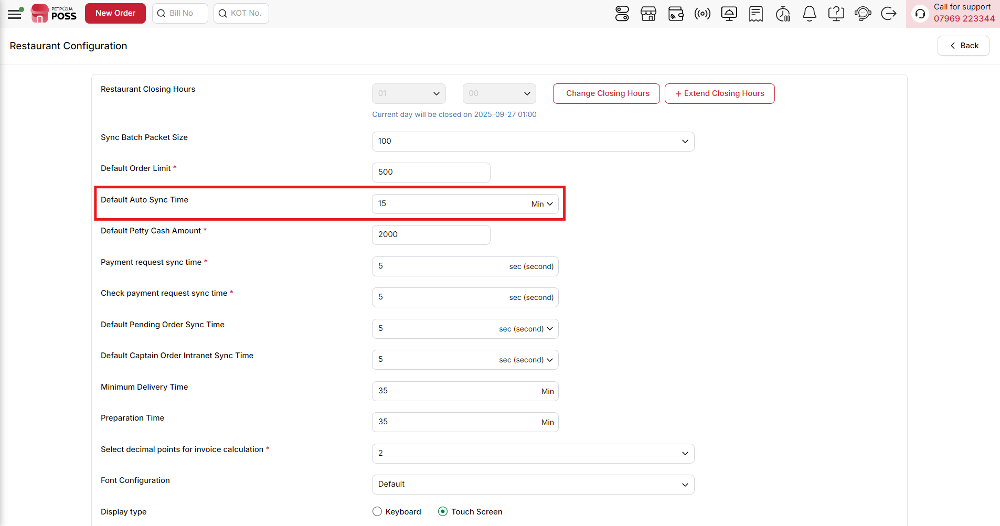 PETPOOJA
POSS
New Order
Bill No
KOT No.
Call for support
07969 223344
Restaurant Configuration
Back
Restaurant Closing Hours
01
00
Change Closing Hours
+ Extend Closing Hours
Current day will be closed on 2025-09-27 01:00
Sync Batch Packet Size
100
Default Order Limit *
500
Default Auto Sync Time
15
Min
Default Petty Cash Amount *
2000
Payment request sync time *
5
sec (second)
Check payment request sync time *
5
sec (second)
Default Pending Order Sync Time
5
sec (second)
Default Captain Order Intranet Sync Time
5
sec (second)
Minimum Delivery Time
35
Min
Preparation Time
35
Min
Select decimal points for invoice calculation *
2
Font Configuration
Default
Display type
Keyboard
Touch Screen